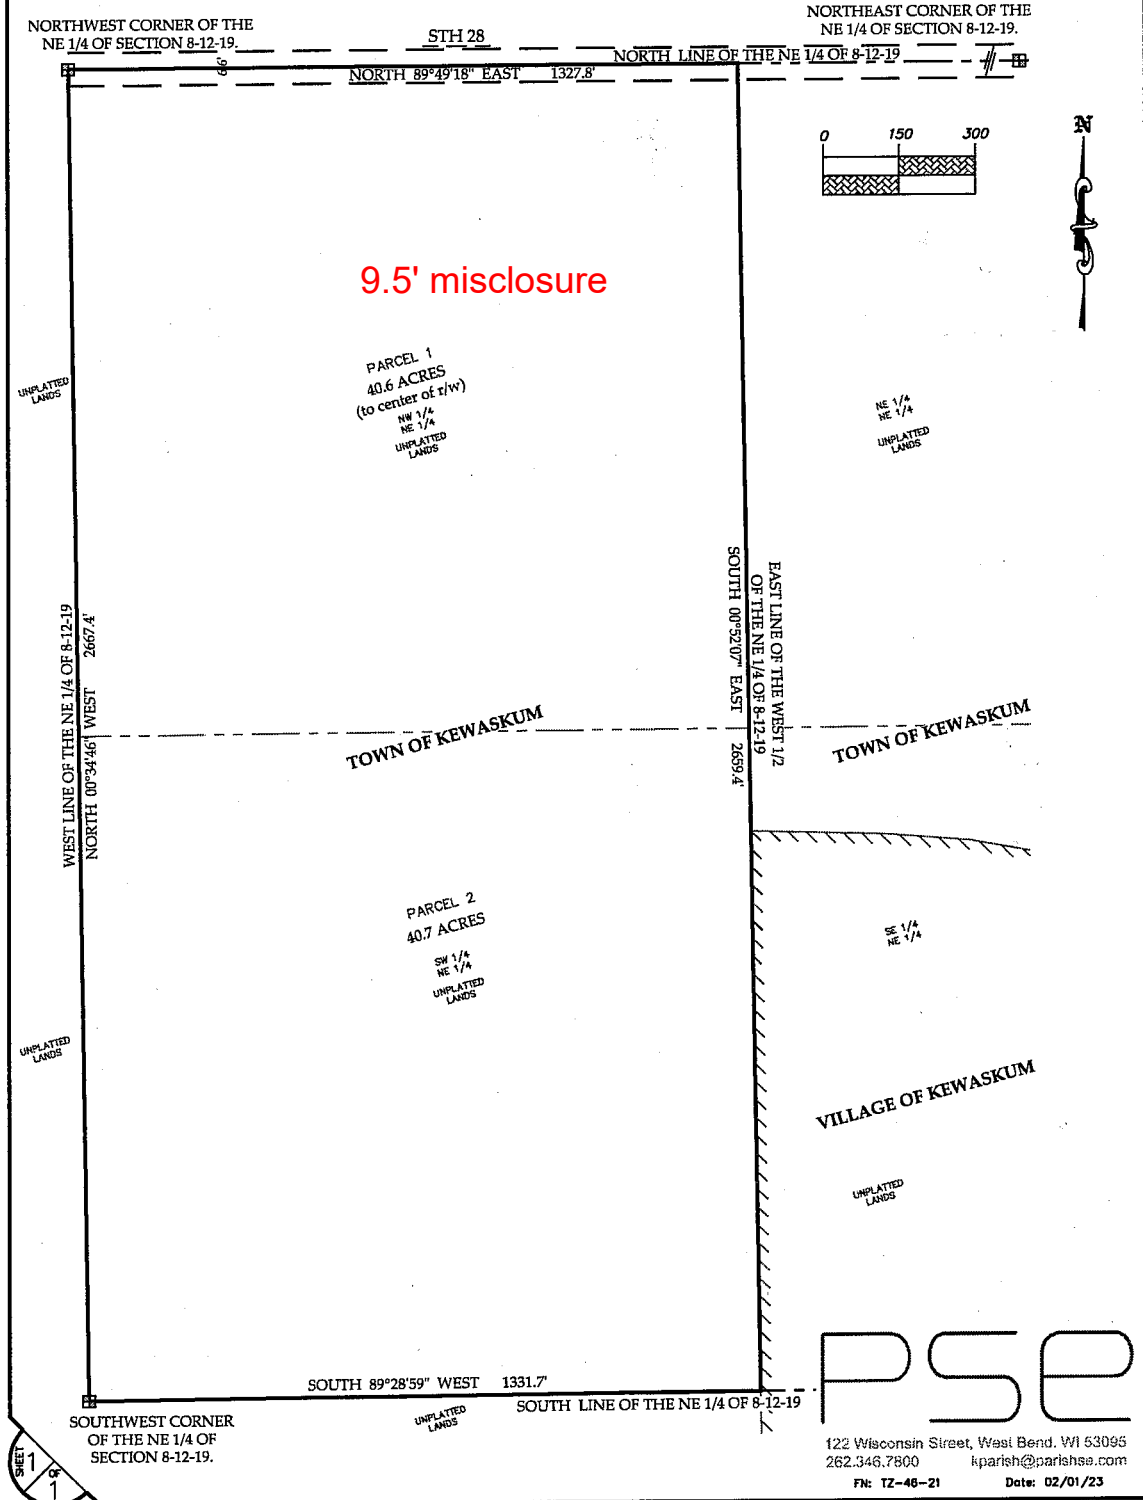 NORTHWEST CORNER OF THE
NE 1/4 OF SECTION 8-12-19.
STH 28
NORTHEAST CORNER OF THE
NE 1/4 OF SECTION 8-12-19.
66'
NORTH LINE OF THE NE 1/4 OF 8-12-19
NORTH 89°49'18" EAST 1327.8'
0 150 300
N
9.5' misclosure
PARCEL 1
40.6 ACRES
(to center of r/w)
NW 1/4
NE 1/4
UNPLATTED
LANDS
UNPLATTED
LANDS
NE 1/4
NE 1/4
UNPLATTED
LANDS
WEST LINE OF THE NE 1/4 OF 8-12-19
NORTH 00°34'46" WEST 2667.4'
SOUTH 00°52'07" EAST 2659.4'
EAST LINE OF THE WEST 1/2
OF THE NE 1/4 OF 8-12-19
TOWN OF KEWASKUM
TOWN OF KEWASKUM
PARCEL 2
40.7 ACRES
SW 1/4
NE 1/4
UNPLATTED
LANDS
SE 1/4
NE 1/4
UNPLATTED
LANDS
VILLAGE OF KEWASKUM
UNPLATTED
LANDS
SOUTH 89°28'59" WEST 1331.7'
SOUTH LINE OF THE NE 1/4 OF 8-12-19
UNPLATTED
LANDS
SOUTHWEST CORNER
OF THE NE 1/4 OF
SECTION 8-12-19.
SHEET
1
OF
1
PSE
122 Wisconsin Street, West Bend, WI 53095
262.346.7800 kparish@parishse.com
FN: TZ-46-21 Date: 02/01/23